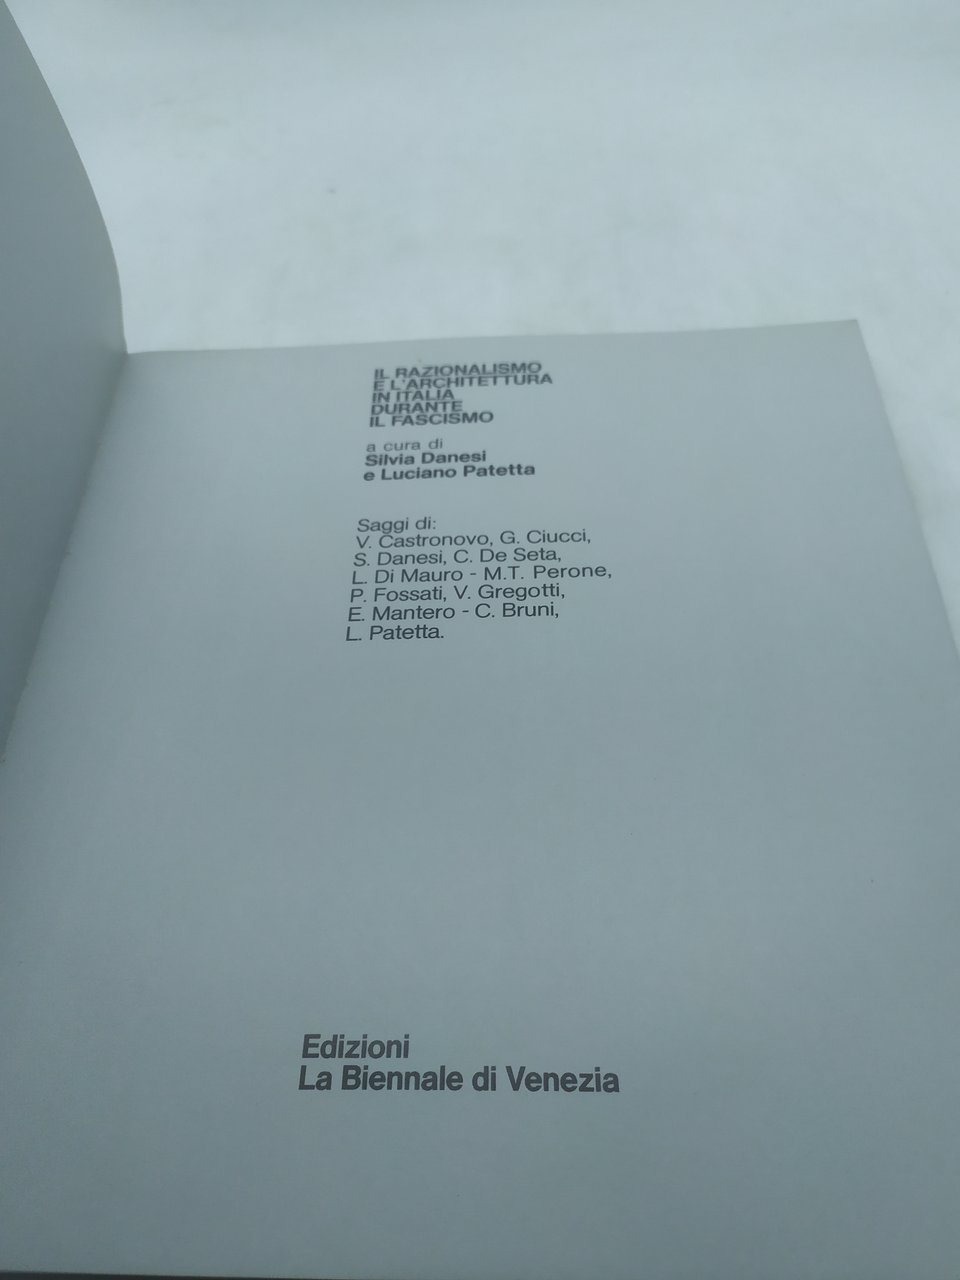 IL RAZIONALISMO
E L'ARCHITETTURA
IN ITALIA
DURANTE
IL FASCISMO
a cura di
Silvia Danesi
e Luciano Patetta
Saggi di:
V. Castronovo, G. Ciucci,
S. Danesi, C. De Seta,
L. Di Mauro - M.T. Perone,
P. Fossati, V. Gregotti,
E. Mantero - C. Bruni,
L. Patetta.
Edizioni
La Biennale di Venezia